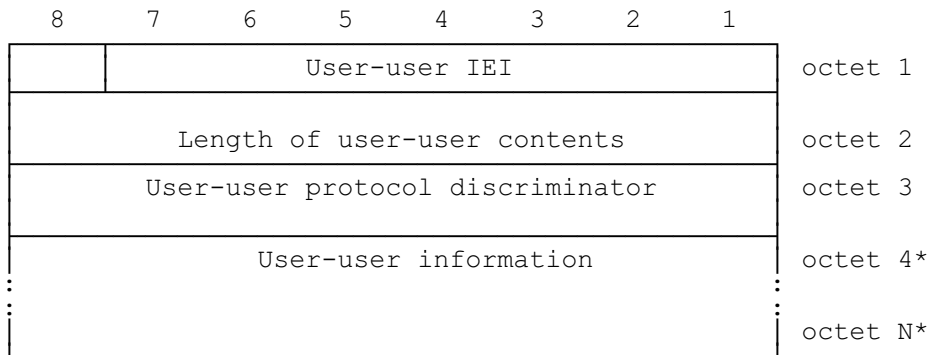 8 7 6 5 4 3 2 1
User-user IEI octet 1
Length of user-user contents octet 2
User-user protocol discriminator octet 3
User-user information octet 4*
octet N*